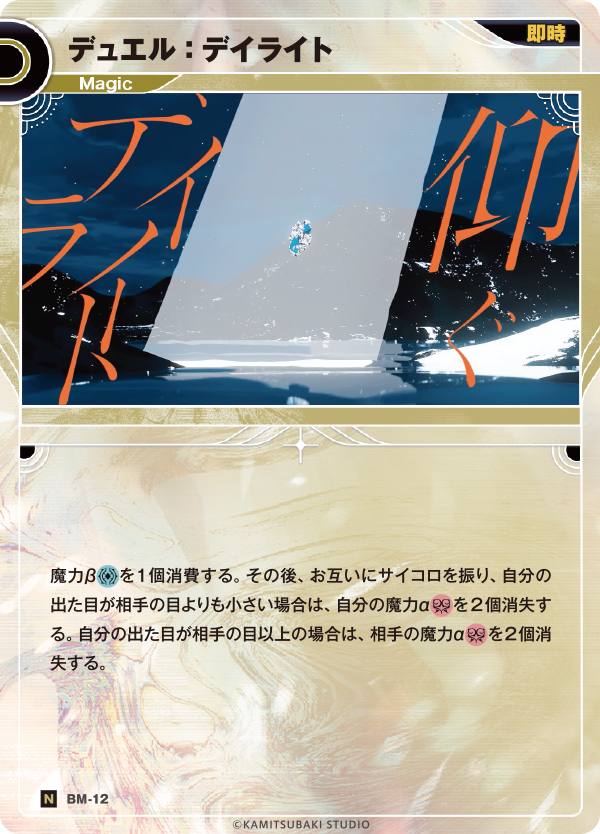 即時
デュエル：デイライト
Magic
仰ぐ
デイ
ライト
魔力βを1個消費する。その後、お互いにサイコロを振り、自分の
出た目が相手の目よりも小さい場合は、自分の魔力αを2個消失す
る。自分の出た目が相手の目以上の場合は、相手の魔力αを2個消
失する。
N BM-12
©KAMITSUBAKI STUDIO